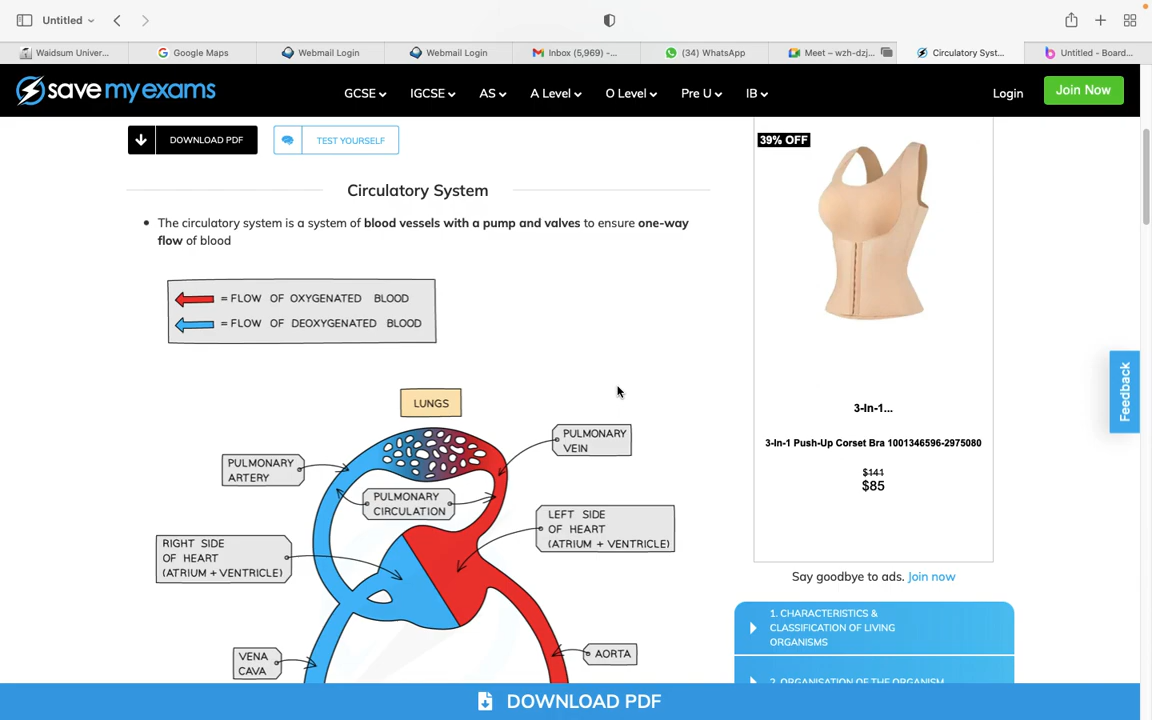 Untitled
Waidsum Univer...
Google Maps
Webmail Login
Webmail Login
Inbox (5,969) -...
(34) WhatsApp
Meet – wzh-dzj...
Circulatory Syst...
Untitled - Board...
save my exams
GCSE
IGCSE
AS
A Level
O Level
Pre U
IB
Login
Join Now
DOWNLOAD PDF
TEST YOURSELF
Circulatory System
• The circulatory system is a system of blood vessels with a pump and valves to ensure one-way
flow of blood
= FLOW OF OXYGENATED BLOOD
= FLOW OF DEOXYGENATED BLOOD
LUNGS
PULMONARY
VEIN
PULMONARY
ARTERY
PULMONARY
CIRCULATION
LEFT SIDE
OF HEART
(ATRIUM + VENTRICLE)
RIGHT SIDE
OF HEART
(ATRIUM + VENTRICLE)
VENA
CAVA
AORTA
39% OFF
3-In-1...
3-In-1 Push-Up Corset Bra 1001346596-2975080
$141
$85
Say goodbye to ads. Join now
1. CHARACTERISTICS &
CLASSIFICATION OF LIVING
ORGANISMS
2. ORGANISATION OF THE ORGANISM
Feedback
DOWNLOAD PDF